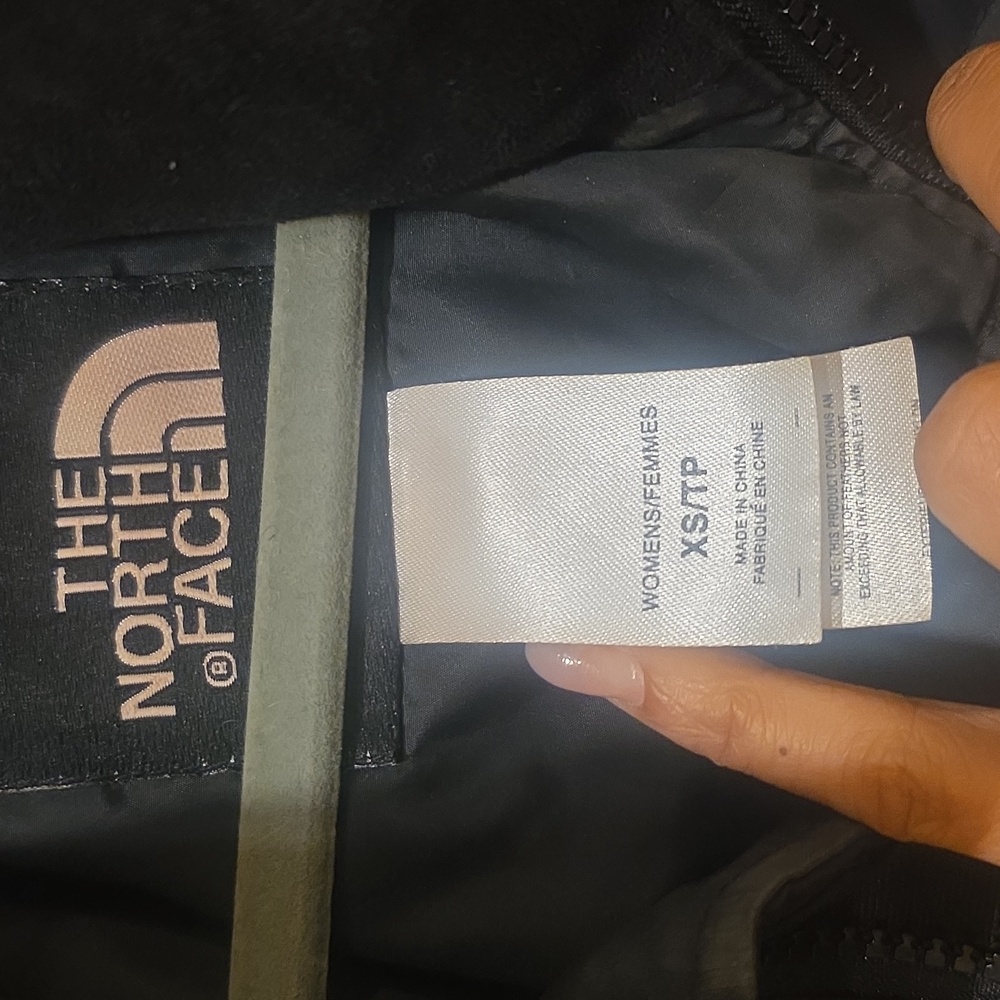 THE
NORTH
FACE
®
WOMENS/FEMMES
XS/TP
MADE IN CHINA
FABRIQUÉ EN CHINE
NOTE :THIS PRODUCT CONTAINS AN
AMOUNT OF FEATHER NOT
EXCEEDING THAT ALLOWABLE BY LAW